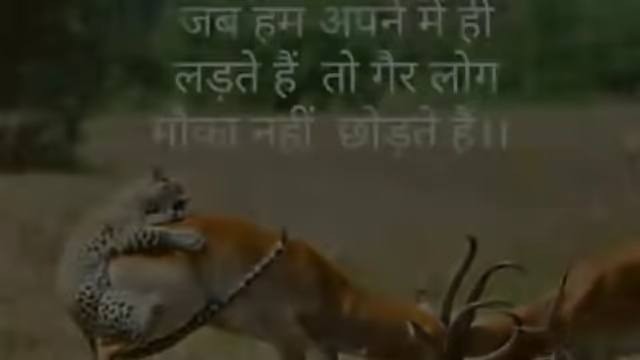 जब हम अपने में ही
लड़ते हैं तो गैर लोग
मौका नहीं छोड़ते है।।